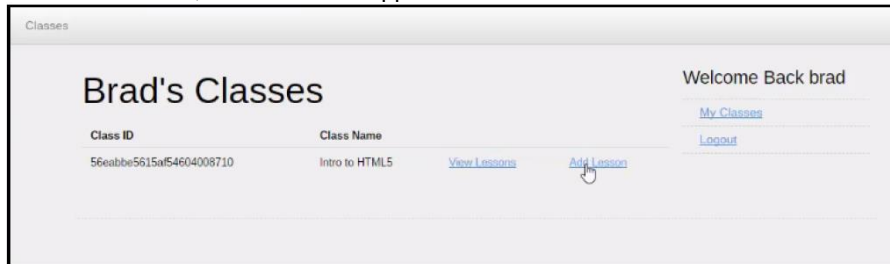 Classes
Brad's Classes
Class ID Class Name
56eabbe5615af54604008710 Intro to HTML5 View Lessons Add Lesson
Welcome Back brad
My Classes
Logout